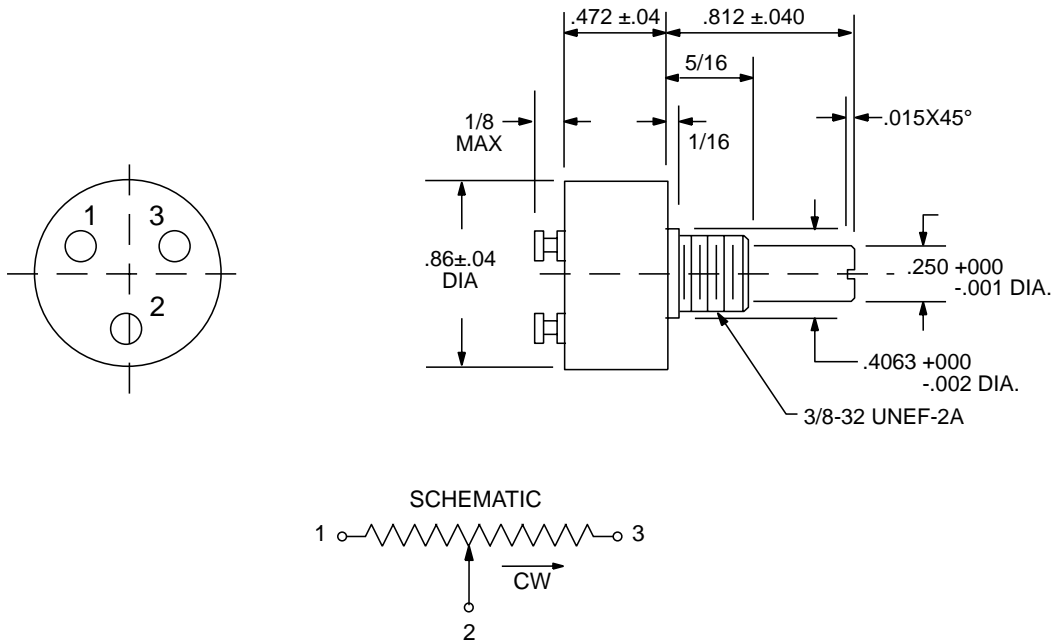 .472 ±.04
.812 ±.040
5/16
1/8
MAX
1/16
.015X45°
1
3
2
.86±.04
DIA
.250 +000
-.001 DIA.
.4063 +000
-.002 DIA.
3/8-32 UNEF-2A
SCHEMATIC
1
3
CW
2